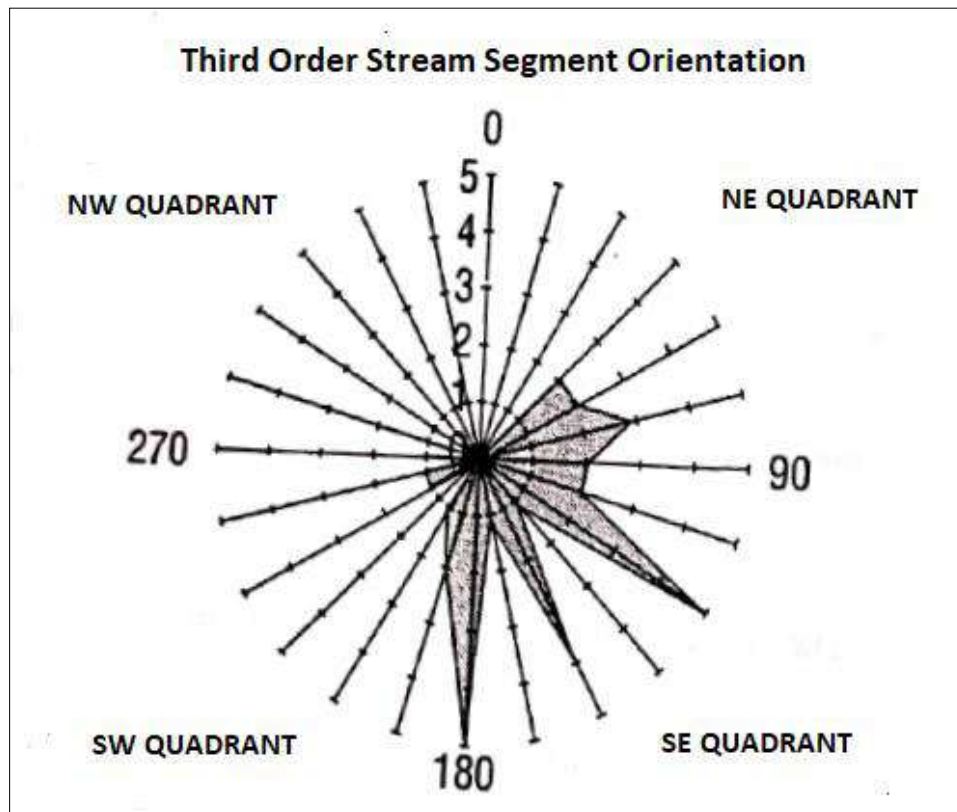 Third Order Stream Segment Orientation
0
NW QUADRANT
NE QUADRANT
5
4
3
2
1
0
270
90
SW QUADRANT
SE QUADRANT
180